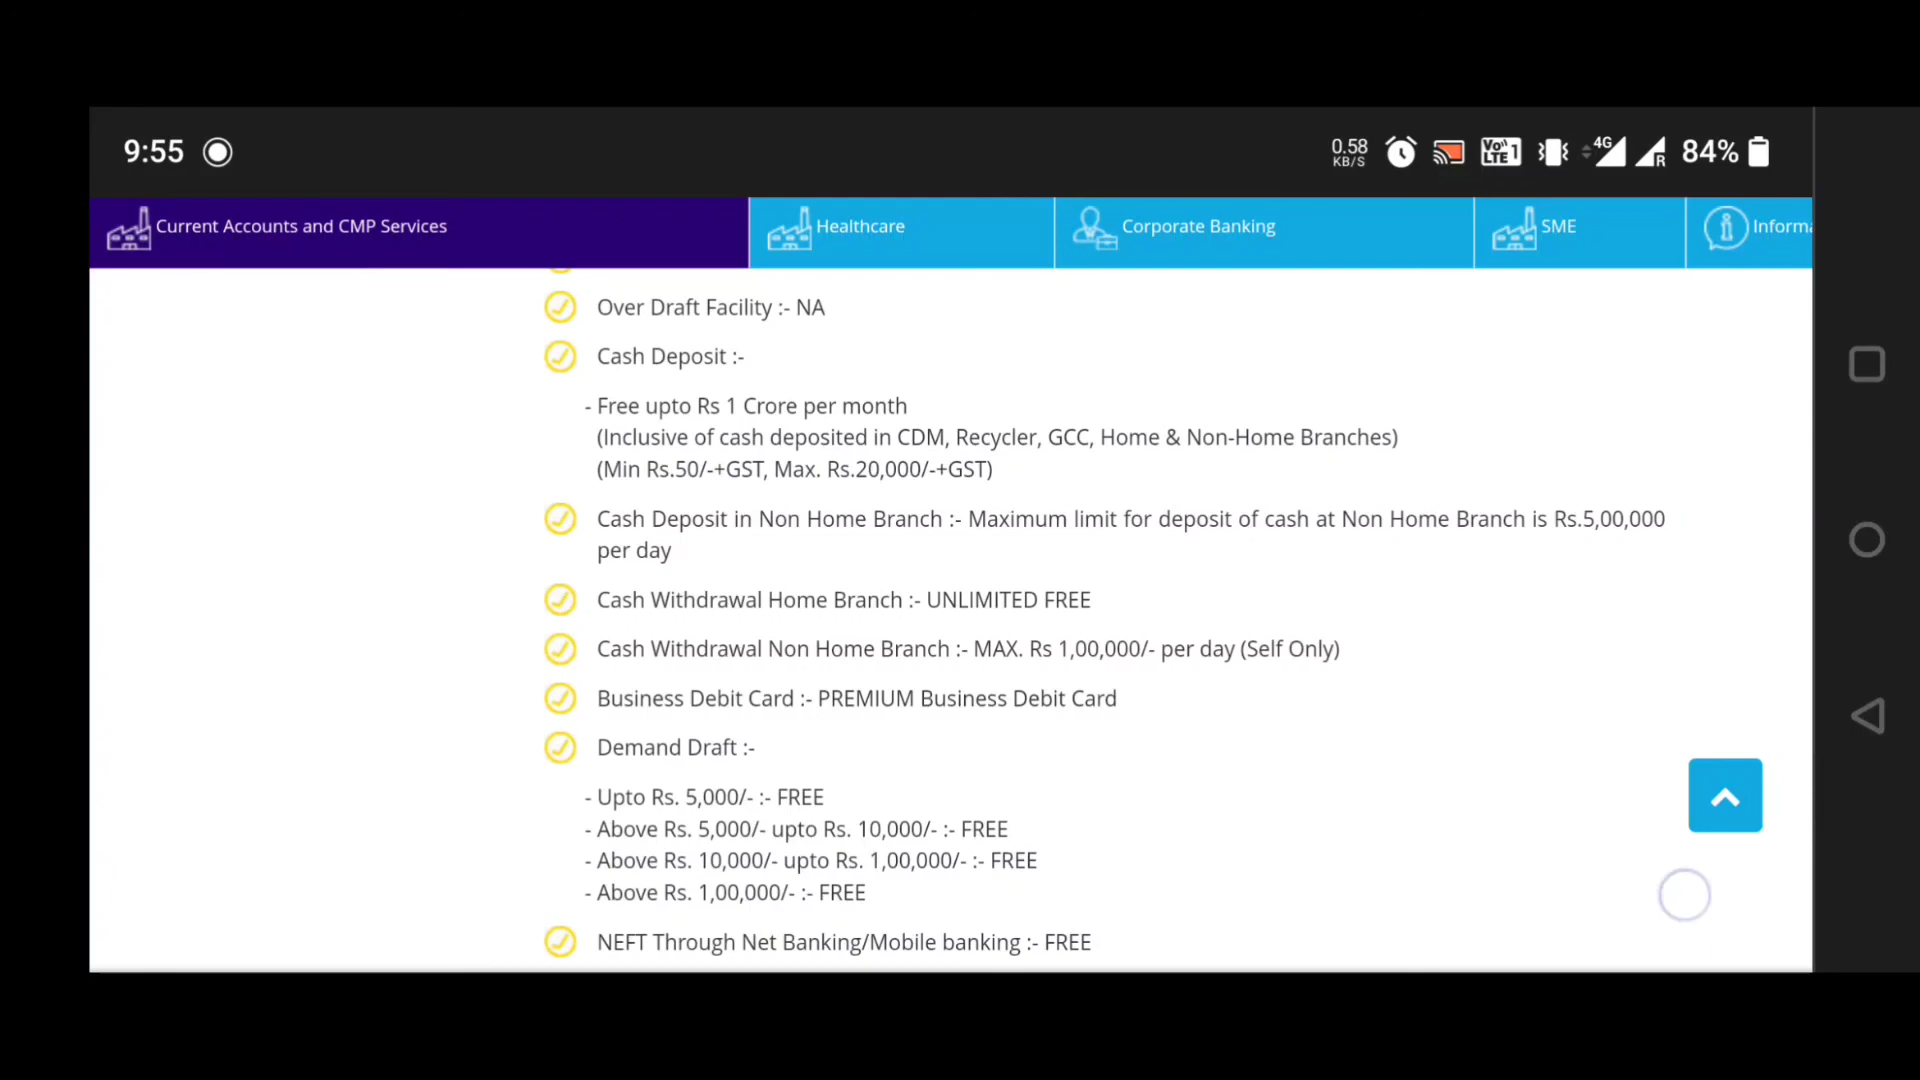 9:55
0.58 KB/S
Vo)) LTE 1
4G
R
84%
Current Accounts and CMP Services
Healthcare
Corporate Banking
SME
Over Draft Facility :- NA
Cash Deposit :-
- Free upto Rs 1 Crore per month
(Inclusive of cash deposited in CDM, Recycler, GCC, Home & Non-Home Branches)
(Min Rs.50/-+GST, Max. Rs.20,000/-+GST)
Cash Deposit in Non Home Branch :- Maximum limit for deposit of cash at Non Home Branch is Rs.5,00,000
per day
Cash Withdrawal Home Branch :- UNLIMITED FREE
Cash Withdrawal Non Home Branch :- MAX. Rs 1,00,000/- per day (Self Only)
Business Debit Card :- PREMIUM Business Debit Card
Demand Draft :-
- Upto Rs. 5,000/- :- FREE
- Above Rs. 5,000/- upto Rs. 10,000/- :- FREE
- Above Rs. 10,000/- upto Rs. 1,00,000/- :- FREE
- Above Rs. 1,00,000/- :- FREE
NEFT Through Net Banking/Mobile banking :- FREE